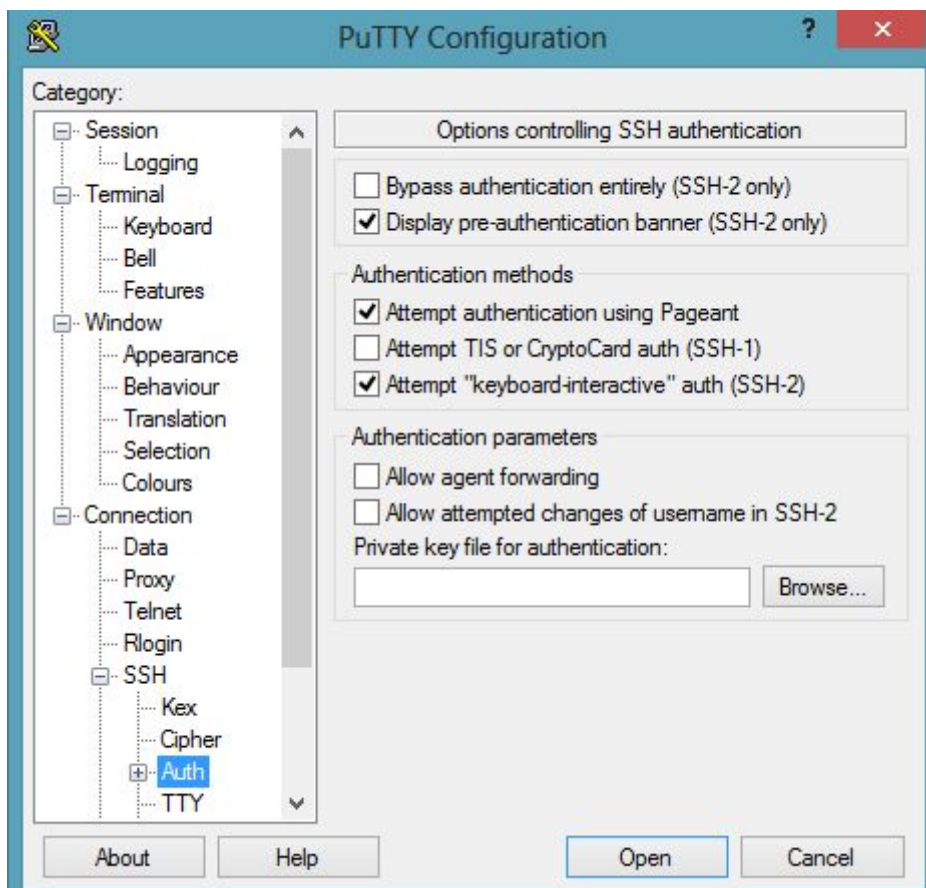 PuTTY Configuration
?
×
Category:
Session
Logging
Terminal
Keyboard
Bell
Features
Window
Appearance
Behaviour
Translation
Selection
Colours
Connection
Data
Proxy
Telnet
Rlogin
SSH
Kex
Cipher
Auth
TTY
Options controlling SSH authentication
Bypass authentication entirely (SSH-2 only)
Display pre-authentication banner (SSH-2 only)
Authentication methods
Attempt authentication using Pageant
Attempt TIS or CryptoCard auth (SSH-1)
Attempt "keyboard-interactive" auth (SSH-2)
Authentication parameters
Allow agent forwarding
Allow attempted changes of username in SSH-2
Private key file for authentication:
Browse...
About
Help
Open
Cancel